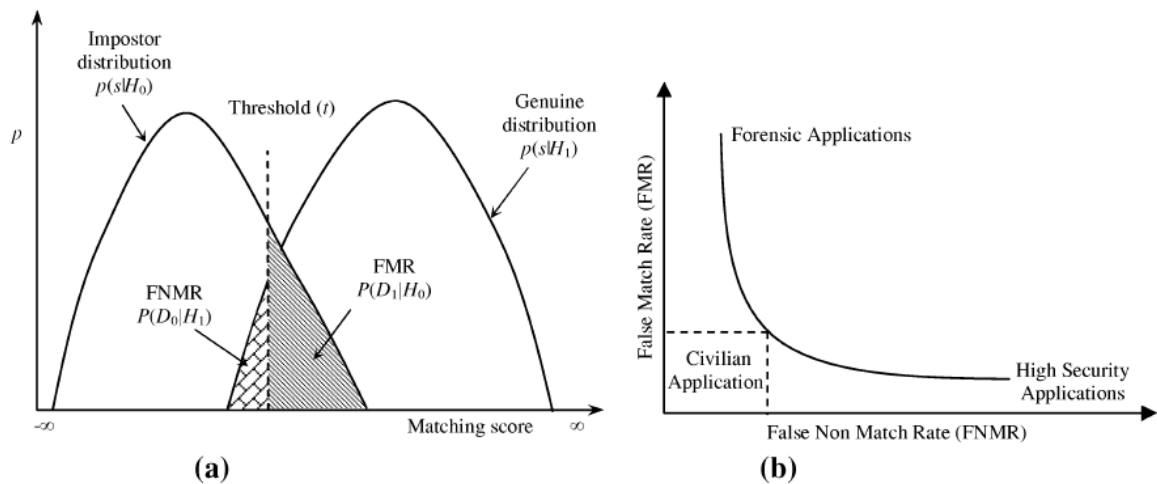 Impostor
distribution
p(s|H0)
Threshold (t)
Genuine
distribution
p(s|H1)
p
FNMR
P(D0|H1)
FMR
P(D1|H0)
-∞
Matching score
∞
(a)
False Match Rate (FMR)
Forensic Applications
Civilian
Application
High Security
Applications
False Non Match Rate (FNMR)
(b)